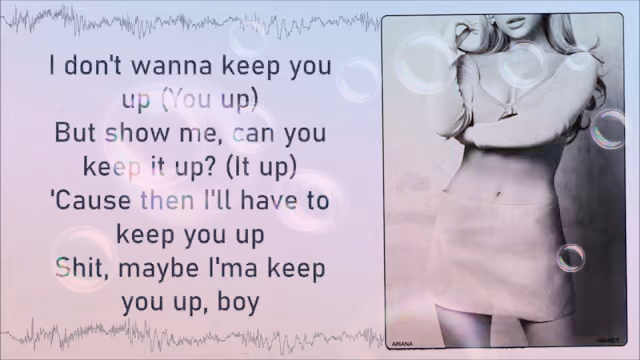 I don't wanna keep you
up (You up)
But show me, can you
keep it up? (It up)
'Cause then I'll have to
keep you up
Shit, maybe I'ma keep
you up, boy
ARIANA